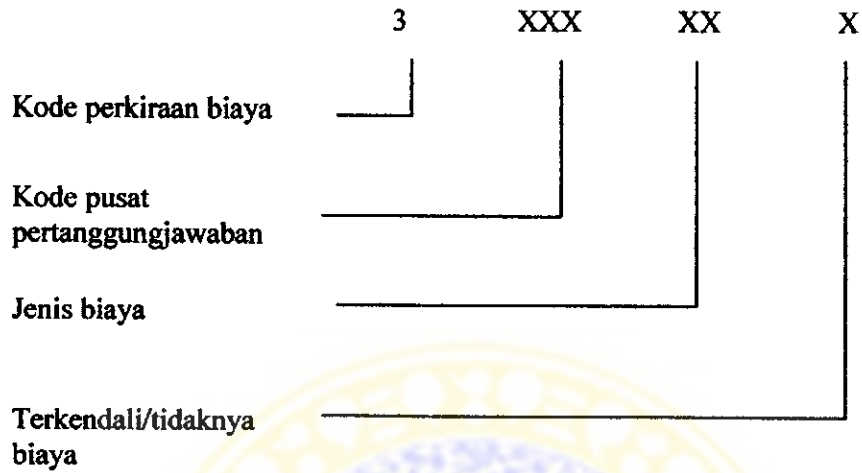 3 XXX XX X
Kode perkiraan biaya
Kode pusat
pertanggungjawaban
Jenis biaya
Terkendali/tidaknya
biaya